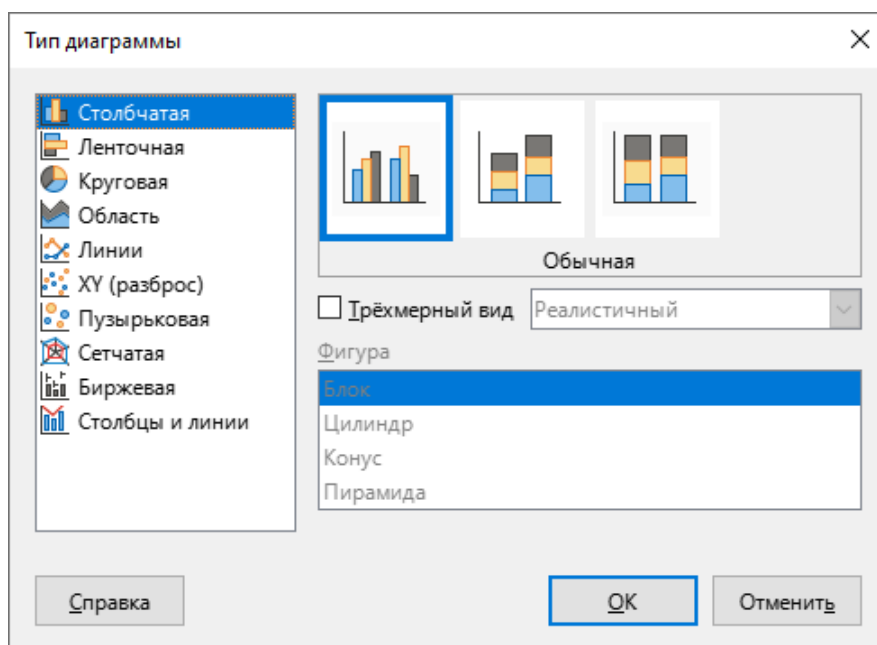 Тип диаграммы
Столбчатая
Ленточная
Круговая
Область
Линии
XY (разброс)
Пузырьковая
Сетчатая
Биржевая
Столбцы и линии
Обычная
Трёхмерный вид
Реалистичный
Фигура
Блок
Цилиндр
Конус
Пирамида
Справка
OK
Отменить